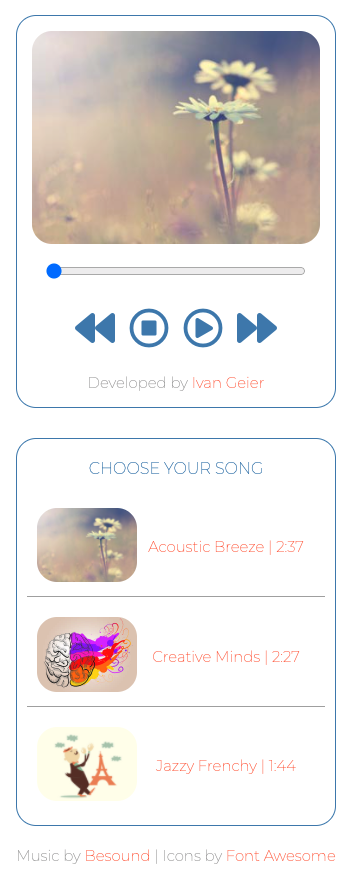 Developed by Ivan Geier
CHOOSE YOUR SONG
Acoustic Breeze | 2:37
Creative Minds | 2:27
Jazzy Frenchy | 1:44
Music by Besound | Icons by Font Awesome